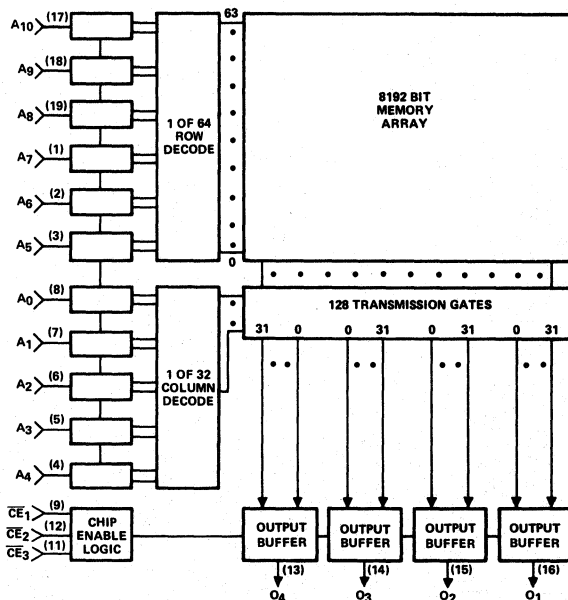 A10 (17)
A9 (18)
A8 (19)
A7 (1)
A6 (2)
A5 (3)
1 OF 64
ROW
DECODE
63
0
8192 BIT
MEMORY
ARRAY
A0 (8)
A1 (7)
A2 (6)
A3 (5)
A4 (4)
1 OF 32
COLUMN
DECODE
128 TRANSMISSION GATES
31 0 0 31 0 31 0 31
CE1 (9)
CE2 (12)
CE3 (11)
CHIP
ENABLE
LOGIC
OUTPUT
BUFFER
OUTPUT
BUFFER
OUTPUT
BUFFER
OUTPUT
BUFFER
(13) (14) (15) (16)
O4 O3 O2 O1